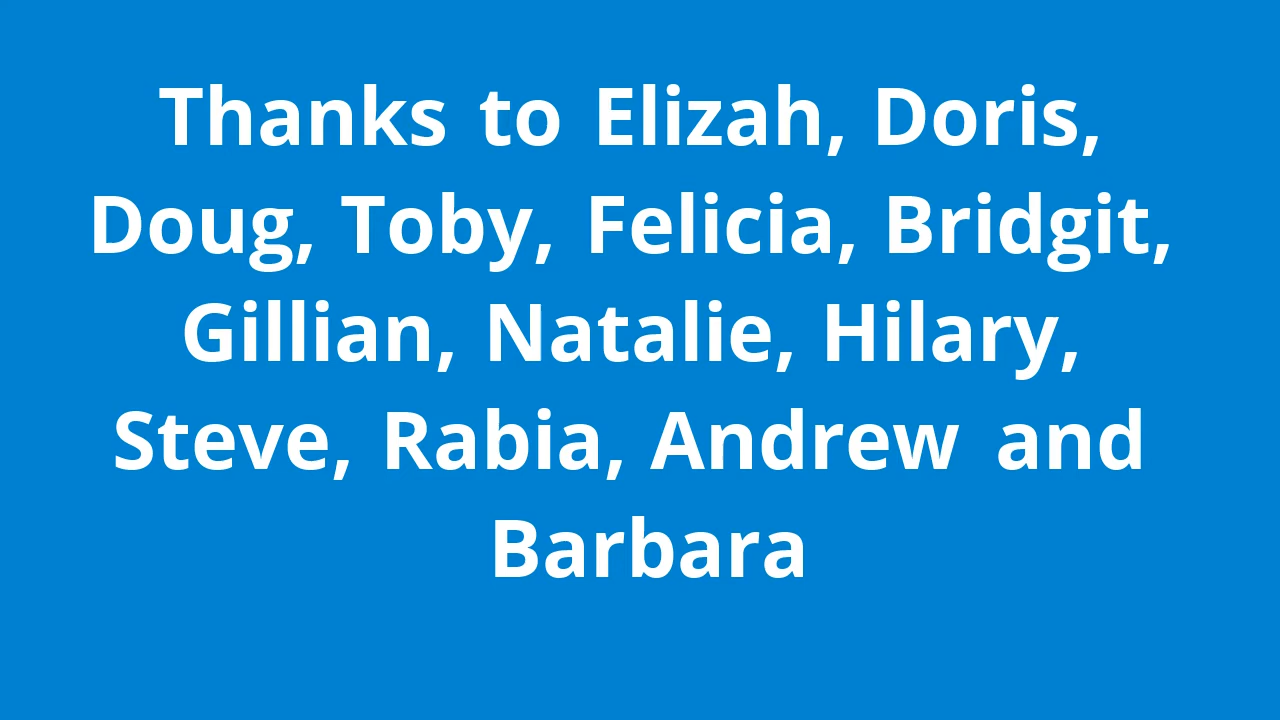 Thanks to Elizah, Doris,
Doug, Toby, Felicia, Bridgit,
Gillian, Natalie, Hilary,
Steve, Rabia, Andrew and
Barbara